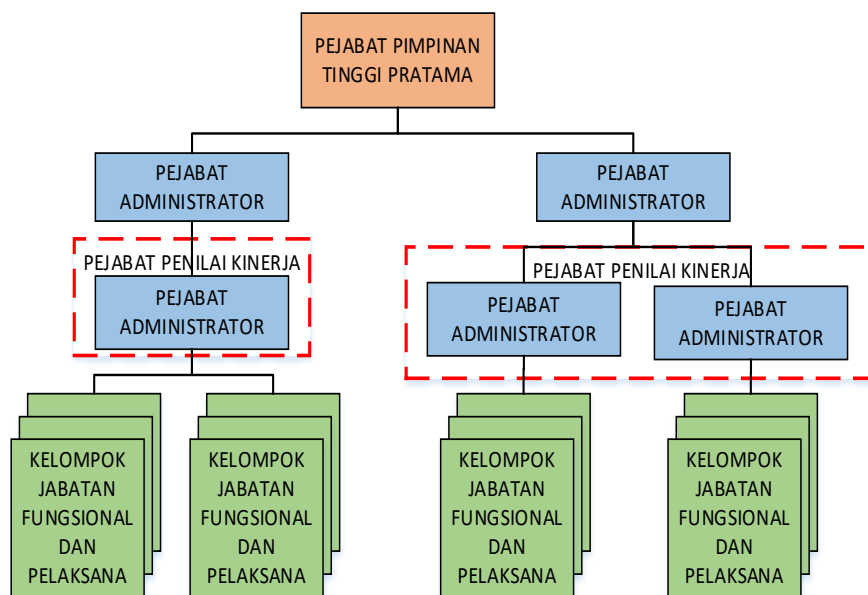 PEJABAT PIMPINAN
TINGGI PRATAMA
PEJABAT
ADMINISTRATOR
PEJABAT
ADMINISTRATOR
PEJABAT PENILAI KINERJA
PEJABAT
ADMINISTRATOR
PEJABAT PENILAI KINERJA
PEJABAT
ADMINISTRATOR
PEJABAT
ADMINISTRATOR
KELOMPOK
JABATAN
FUNGSIONAL
DAN
PELAKSANA
KELOMPOK
JABATAN
FUNGSIONAL
DAN
PELAKSANA
KELOMPOK
JABATAN
FUNGSIONAL
DAN
PELAKSANA
KELOMPOK
JABATAN
FUNGSIONAL
DAN
PELAKSANA